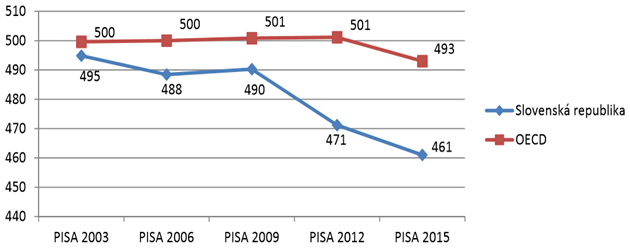 510
500
490
480
470
460
450
440
500
500
501
501
493
495
488
490
471
461
PISA 2003
PISA 2006
PISA 2009
PISA 2012
PISA 2015
Slovenská republika
OECD